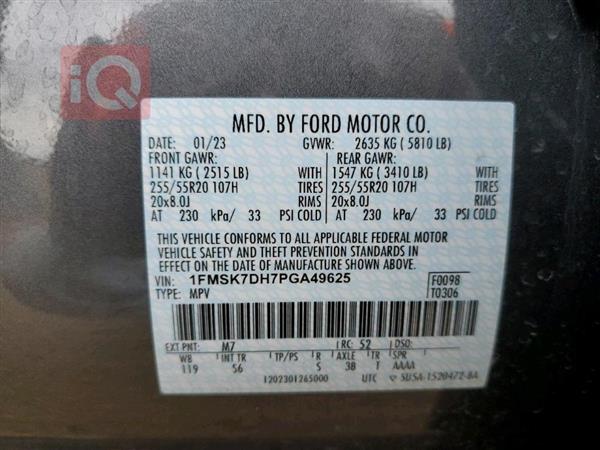 iQ
MFD. BY FORD MOTOR CO.
DATE: 01/23 GVWR: 2635 KG ( 5810 LB)
FRONT GAWR: REAR GAWR:
1141 KG ( 2515 LB) 1547 KG ( 3410 LB)
255/55R20 107H TIRES 255/55R20 107H TIRES
20x8.0J RIMS 20x8.0J RIMS
AT 230 kPa/ 33 PSI COLD AT 230 kPa/ 33 PSI COLD
THIS VEHICLE CONFORMS TO ALL APPLICABLE FEDERAL MOTOR
VEHICLE SAFETY AND THEFT PREVENTION STANDARDS IN
EFFECT ON THE DATE OF MANUFACTURE SHOWN ABOVE.
VIN: 1FMSK7DH7PGA49625 F0098
TYPE: MPV T0306
EXT PNT: M7 RC: 52 DSO:
WB INT TR TP/PS R AXLE TR SPR
119 56 S 38 T AAAA
1202301265000 UTC 5U5A-1520472-BA